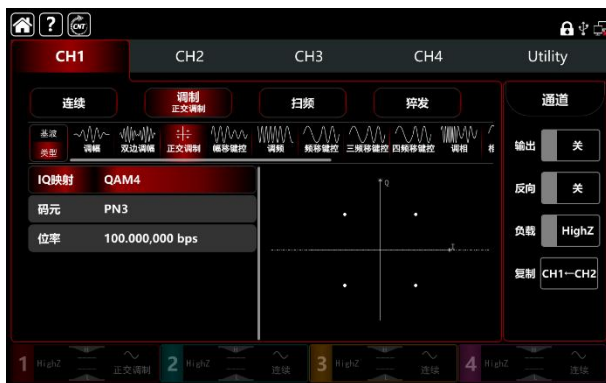 ? CNT
CH1 CH2 CH3 CH4 Utility
连续 调制 扫频 猝发 通道
正交调制
基波
类型 调幅 双边调幅 正交调制 幅移键控 调频 频移键控 三频移键控 四频移键控 调相
输出 关
IQ映射 QAM4
反向 关
码元 PN3
位率 100.000,000 bps
负载 HighZ
复制 CH1←CH2
Q
I
1 HighZ 正交调制 2 HighZ 连续 3 HighZ 连续 4 HighZ 连续